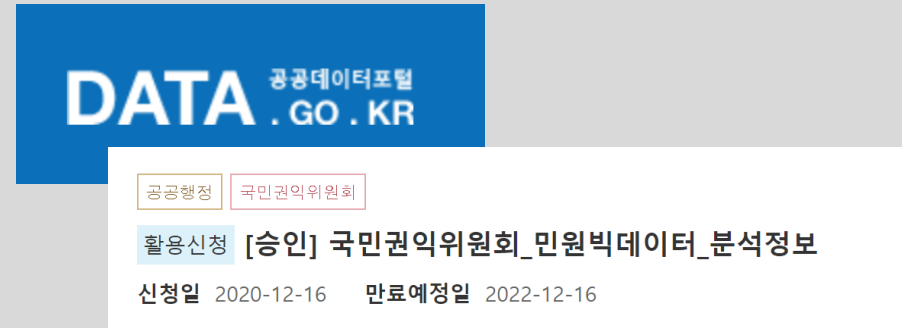 DATA 공공데이터포털
.GO.KR
공공행정 국민권익위원회
활용신청 [승인] 국민권익위원회_민원빅데이터_분석정보
신청일 2020-12-16 만료예정일 2022-12-16